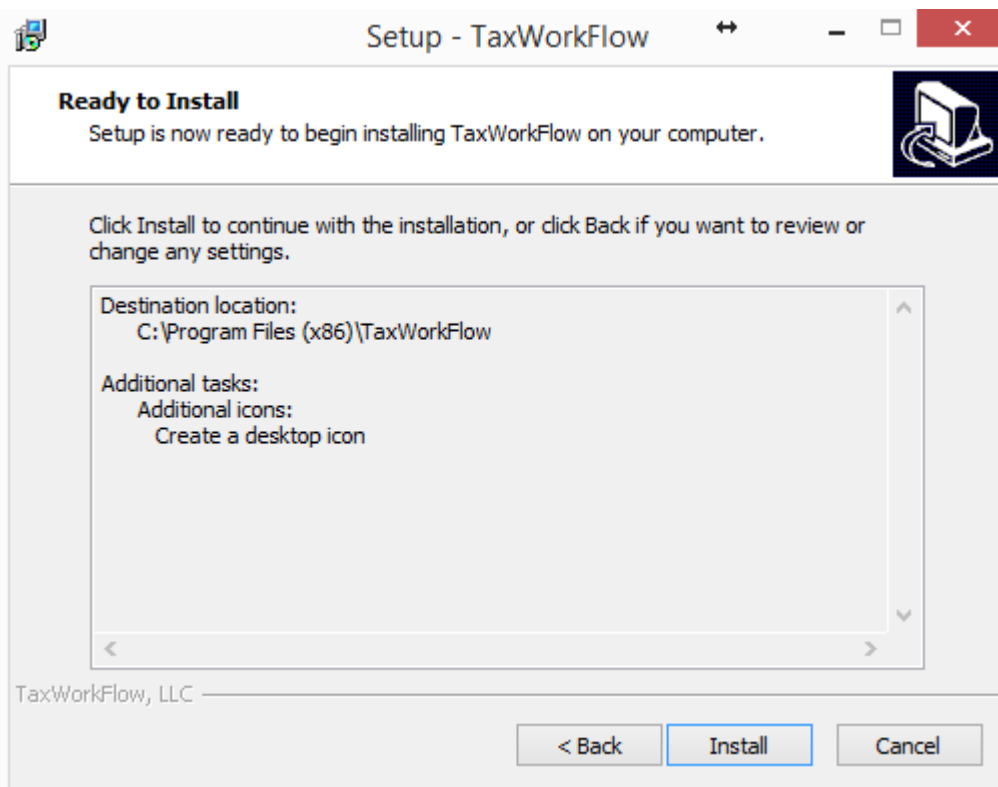 Setup - TaxWorkFlow
Ready to Install
Setup is now ready to begin installing TaxWorkFlow on your computer.
Click Install to continue with the installation, or click Back if you want to review or
change any settings.
Destination location:
C:\Program Files (x86)\TaxWorkFlow
Additional tasks:
Additional icons:
Create a desktop icon
TaxWorkFlow, LLC
< Back
Install
Cancel